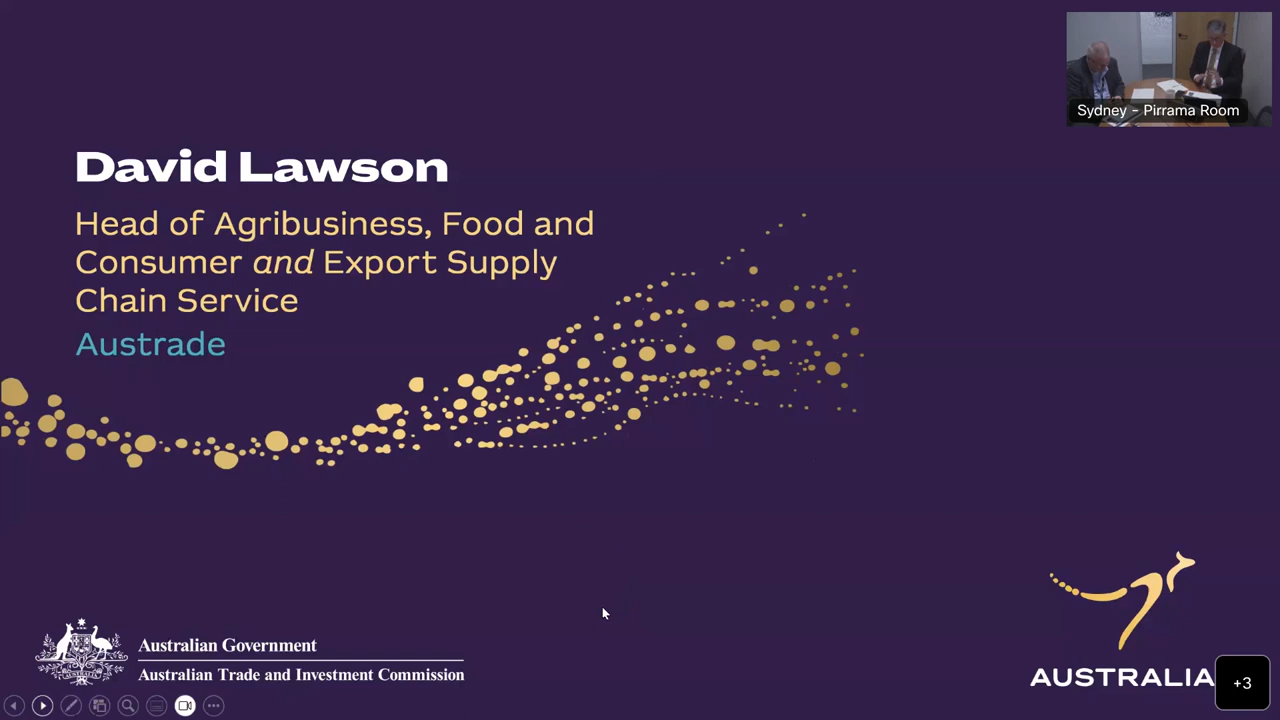 Sydney - Pirrama Room
David Lawson
Head of Agribusiness, Food and
Consumer and Export Supply
Chain Service
Austrade
Australian Government
Australian Trade and Investment Commission
AUSTRALIA
+3